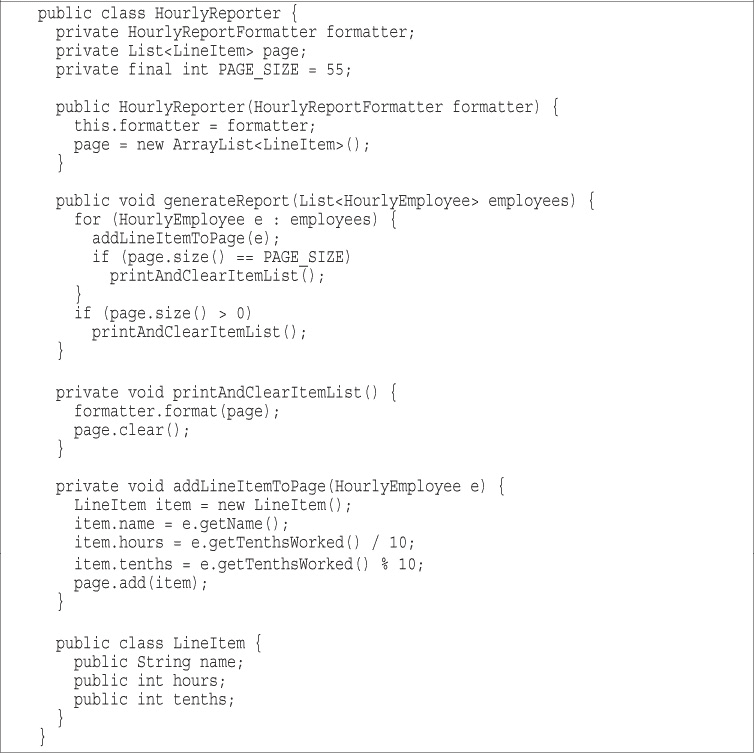 public class HourlyReporter {
  private HourlyReportFormatter formatter;
  private List<LineItem> page;
  private final int PAGE_SIZE = 55;

  public HourlyReporter(HourlyReportFormatter formatter) {
    this.formatter = formatter;
    page = new ArrayList<LineItem>();
  }

  public void generateReport(List<HourlyEmployee> employees) {
    for (HourlyEmployee e : employees) {
      addLineItemToPage(e);
      if (page.size() == PAGE_SIZE)
        printAndClearItemList();
    }
    if (page.size() > 0)
      printAndClearItemList();
  }

  private void printAndClearItemList() {
    formatter.format(page);
    page.clear();
  }

  private void addLineItemToPage(HourlyEmployee e) {
    LineItem item = new LineItem();
    item.name = e.getName();
    item.hours = e.getTenthsWorked() / 10;
    item.tenths = e.getTenthsWorked() % 10;
    page.add(item);
  }

  public class LineItem {
    public String name;
    public int hours;
    public int tenths;
  }
}